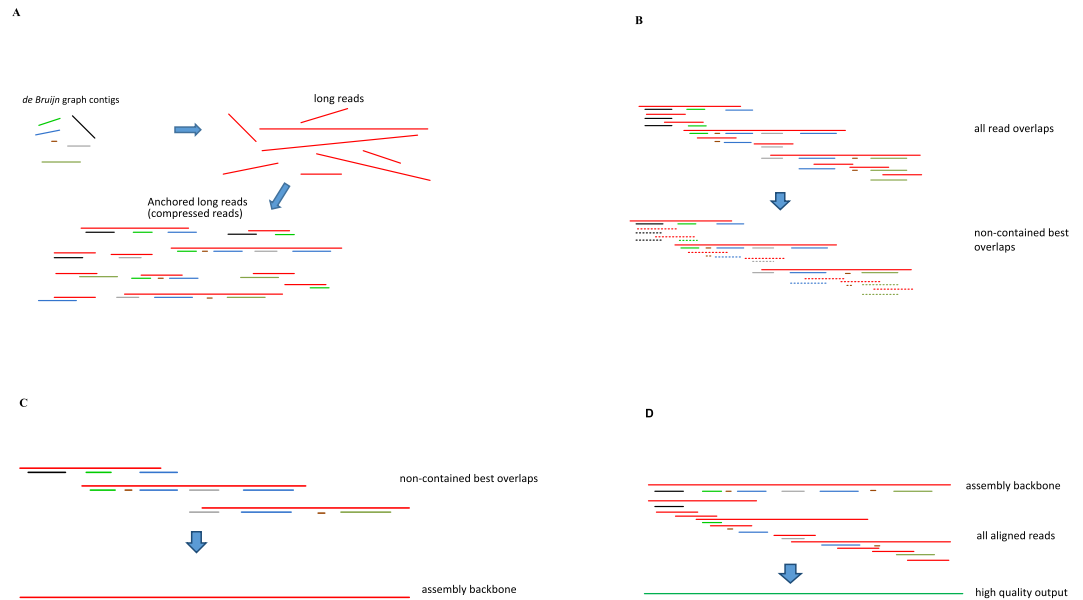 A
de Bruijn graph contigs
long reads
Anchored long reads
(compressed reads)
B
all read overlaps
non-contained best
overlaps
C
non-contained best overlaps
assembly backbone
D
assembly backbone
all aligned reads
high quality output